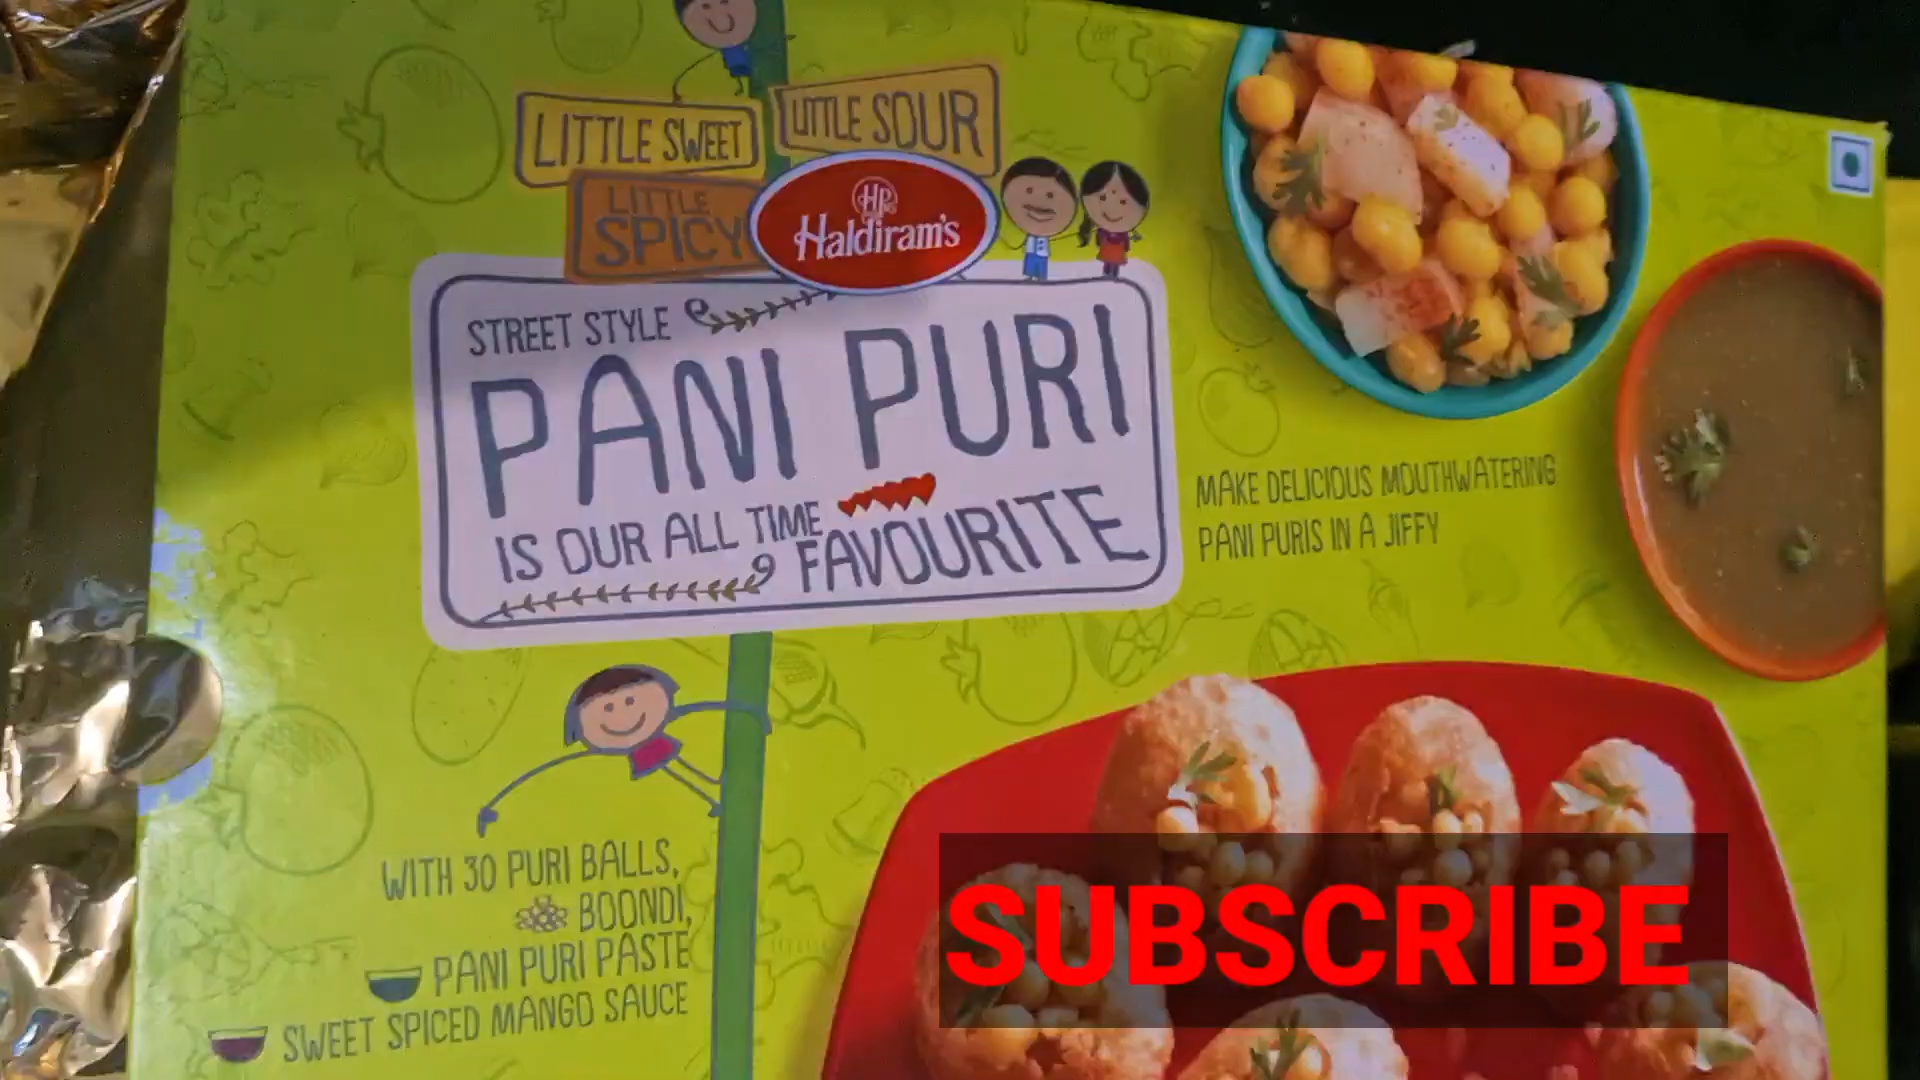 LITTLE SWEET
LITTLE SOUR
LITTLE
SPICY
HR
Haldiram's
STREET STYLE
PANI PURI
IS OUR ALL TIME
FAVOURITE
MAKE DELICIOUS MOUTHWATERING
PANI PURIS IN A JIFFY
WITH 30 PURI BALLS,
BOONDI,
PANI PURI PASTE
SWEET SPICED MANGO SAUCE
SUBSCRIBE